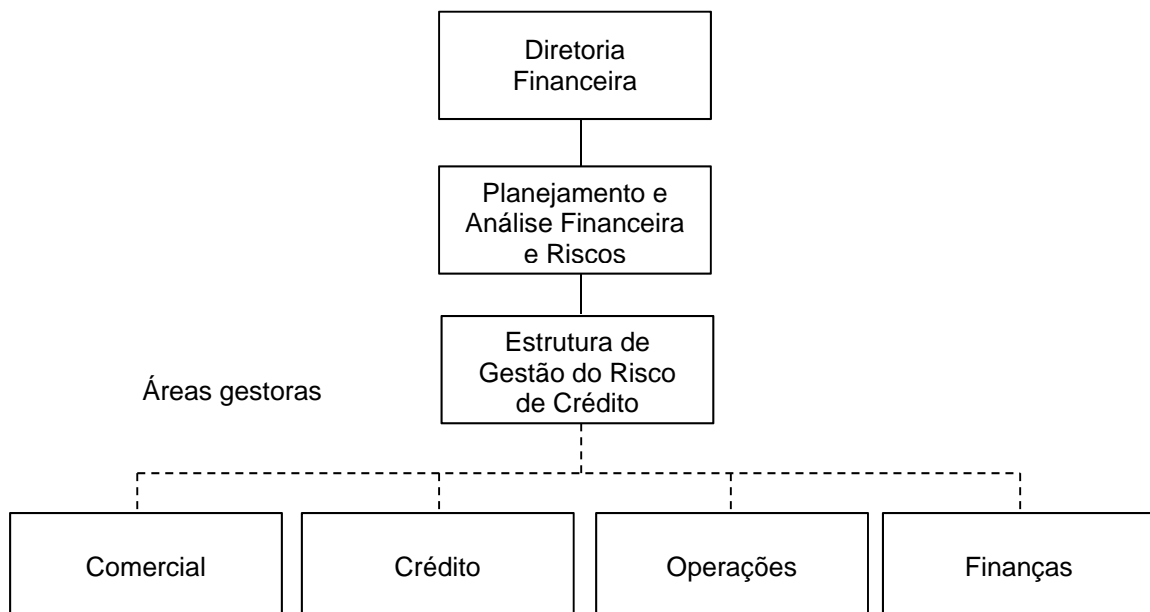 Diretoria
Financeira
Planejamento e
Análise Financeira
e Riscos
Estrutura de
Gestão do Risco
de Crédito
Áreas gestoras
Comercial
Crédito
Operações
Finanças